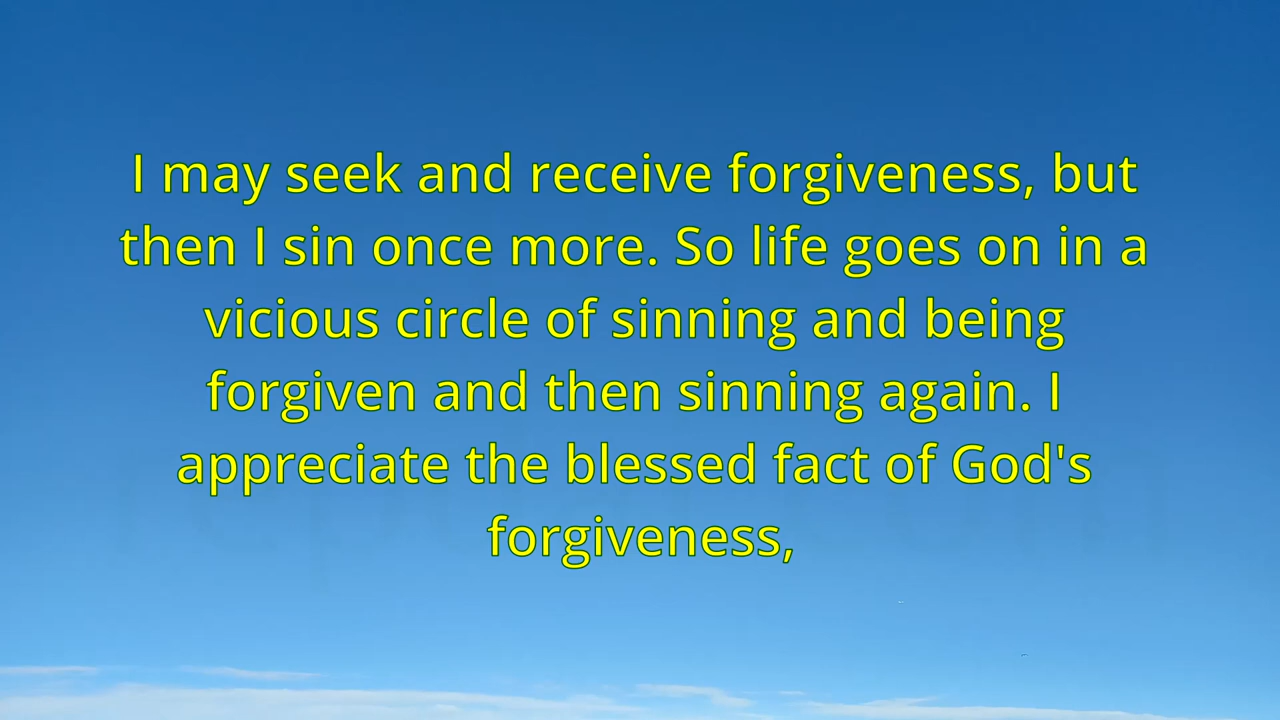 I may seek and receive forgiveness, but
then I sin once more. So life goes on in a
vicious circle of sinning and being
forgiven and then sinning again. I
appreciate the blessed fact of God's
forgiveness,